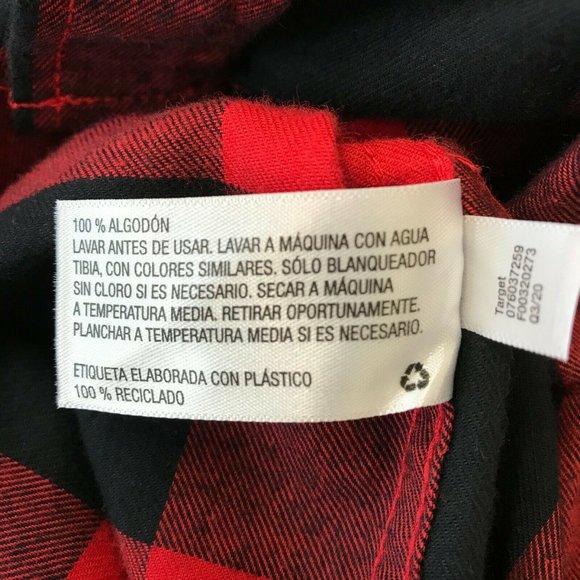 100 % ALGODÓN
LAVAR ANTES DE USAR. LAVAR A MÁQUINA CON AGUA
TIBIA, CON COLORES SIMILARES. SÓLO BLANQUEADOR
SIN CLORO SI ES NECESARIO. SECAR A MÁQUINA
A TEMPERATURA MEDIA. RETIRAR OPORTUNAMENTE.
PLANCHAR A TEMPERATURA MEDIA SI ES NECESARIO.
ETIQUETA ELABORADA CON PLÁSTICO
100 % RECICLADO
Target
076037259
F00320273
Q3/20